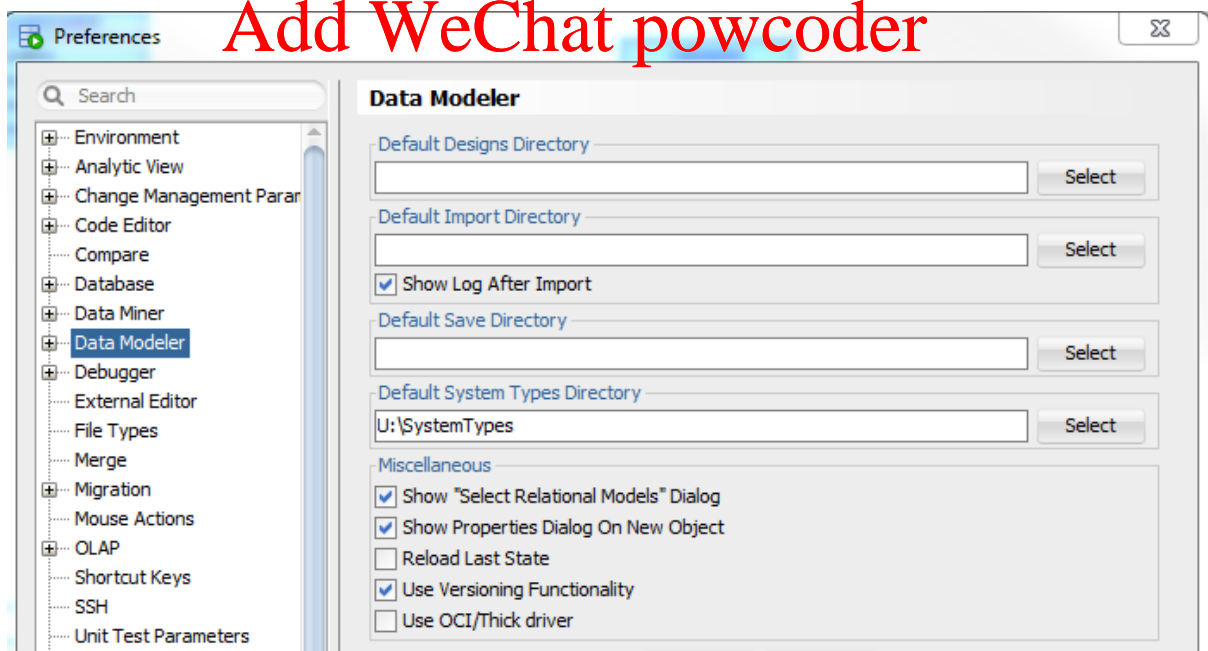 Add WeChat powcoder
Preferences
Search
Environment
Analytic View
Change Management Param
Code Editor
Compare
Database
Data Miner
Data Modeler
Debugger
External Editor
File Types
Merge
Migration
Mouse Actions
OLAP
Shortcut Keys
SSH
Unit Test Parameters
Data Modeler
Default Designs Directory
Select
Default Import Directory
Select
Show Log After Import
Default Save Directory
Select
Default System Types Directory
U:\SystemTypes
Select
Miscellaneous
Show "Select Relational Models" Dialog
Show Properties Dialog On New Object
Reload Last State
Use Versioning Functionality
Use OCI/Thick driver